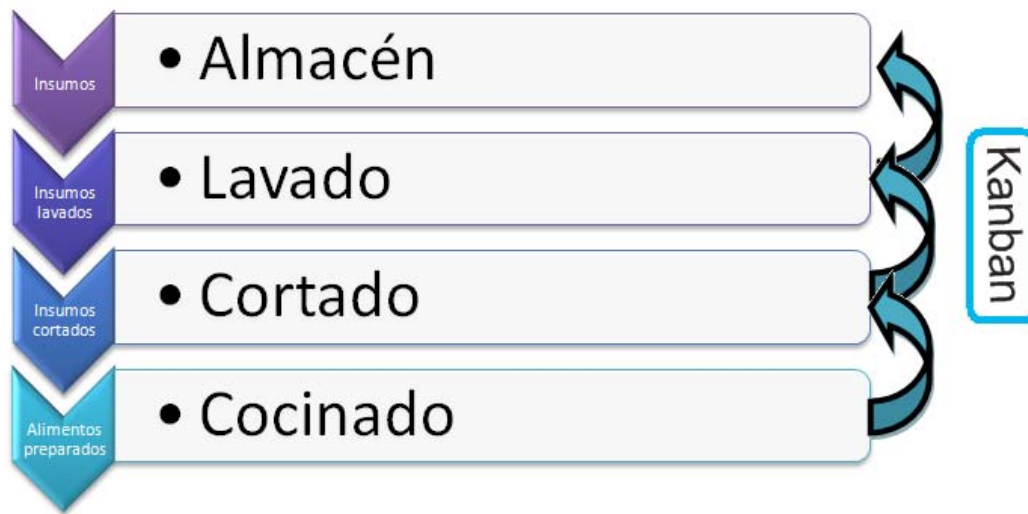 Insumos
• Almacén
Insumos
lavados
• Lavado
Insumos
cortados
• Cortado
Alimentos
preparados
• Cocinado
Kanban